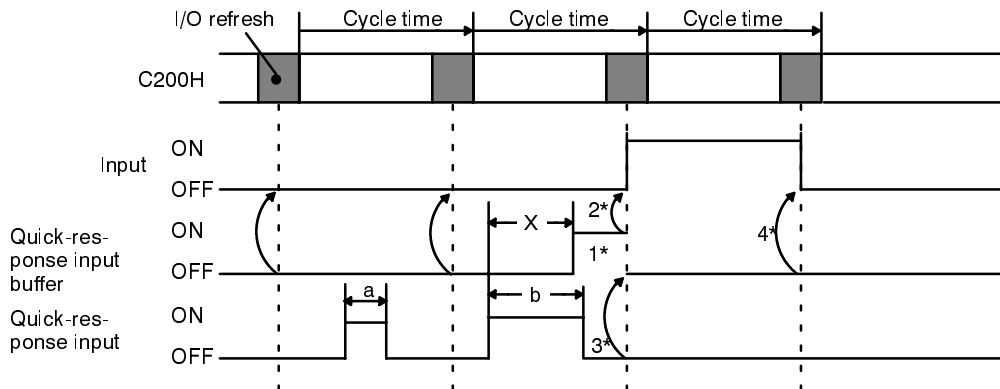 I/O refresh
Cycle time
Cycle time
Cycle time
C200H
Input
ON
OFF
Quick-res-
ponse input
buffer
ON
OFF
X
2*
1*
4*
Quick-res-
ponse input
ON
OFF
a
b
3*